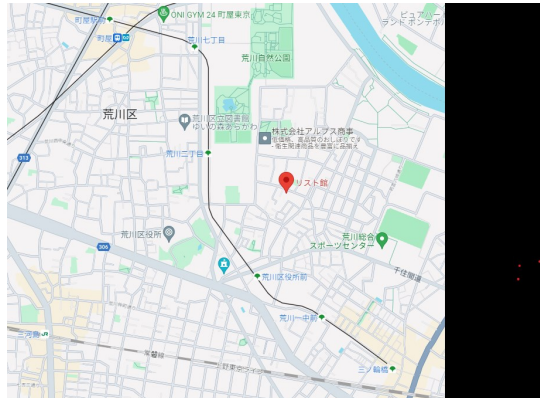 町屋駅前
ONI GYM 24 町屋東京
町屋
荒川七丁目
荒川自然公園
荒川区
荒川区立図書館
ゆいの森あらかわ
株式会社アルプス商事
荒川二丁目
リスト館
313
荒川区役所
荒川総合
スポーツセンター
306
千住間道
荒川区役所前
荒川一中前
三河島
常磐線
三ノ輪橋